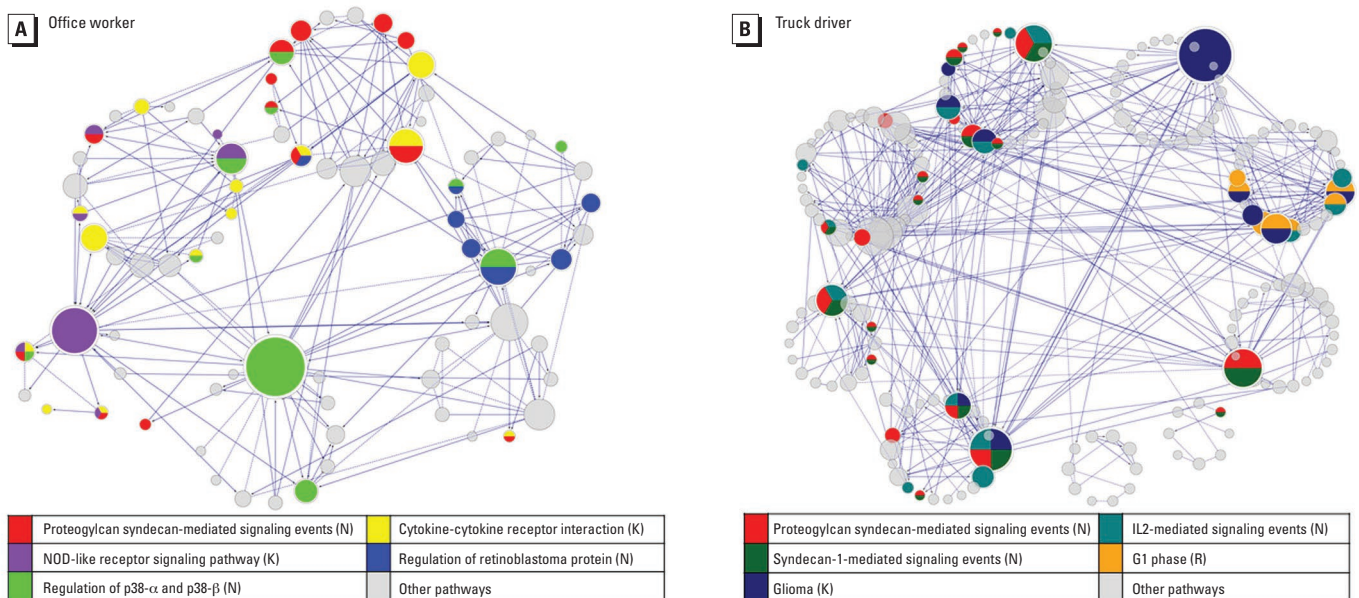 A Office worker
B Truck driver
Proteogylcan syndecan-mediated signaling events (N)
Cytokine-cytokine receptor interaction (K)
NOD-like receptor signaling pathway (K)
Regulation of retinoblastoma protein (N)
Regulation of p38-α and p38-β (N)
Other pathways
Proteogylcan syndecan-mediated signaling events (N)
IL2-mediated signaling events (N)
Syndecan-1-mediated signaling events (N)
G1 phase (R)
Glioma (K)
Other pathways